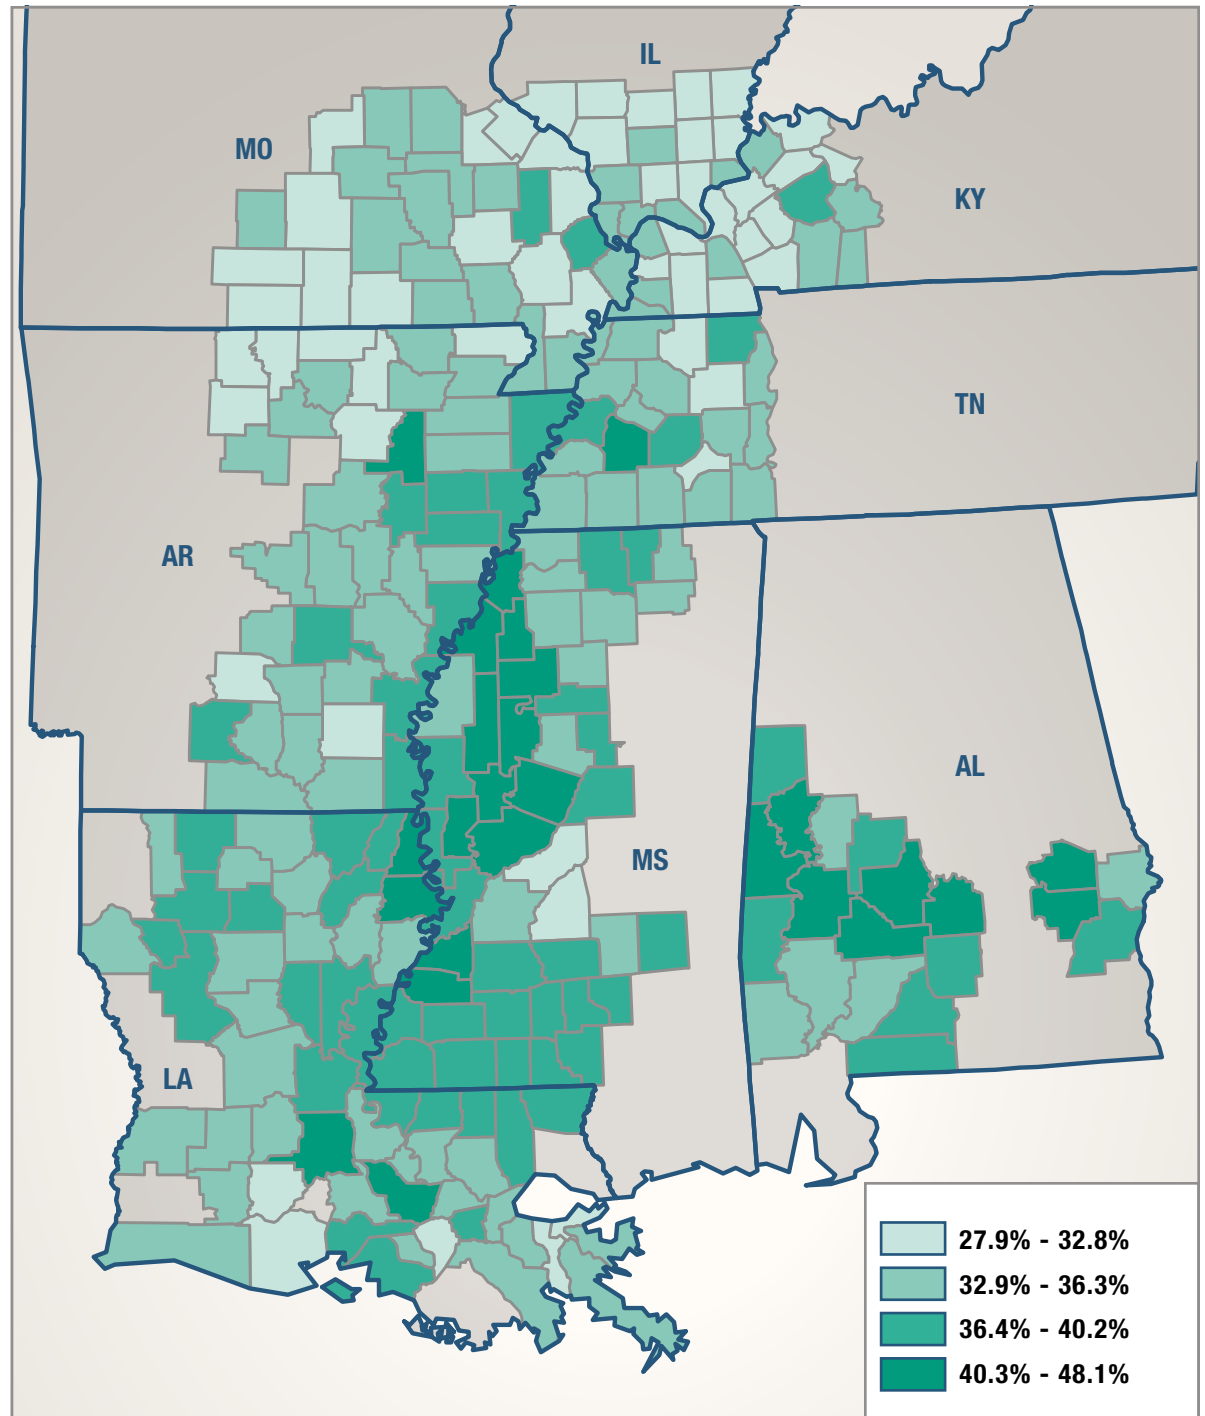 IL
MO
KY
TN
AR
AL
MS
LA
27.9% - 32.8%
32.9% - 36.3%
36.4% - 40.2%
40.3% - 48.1%